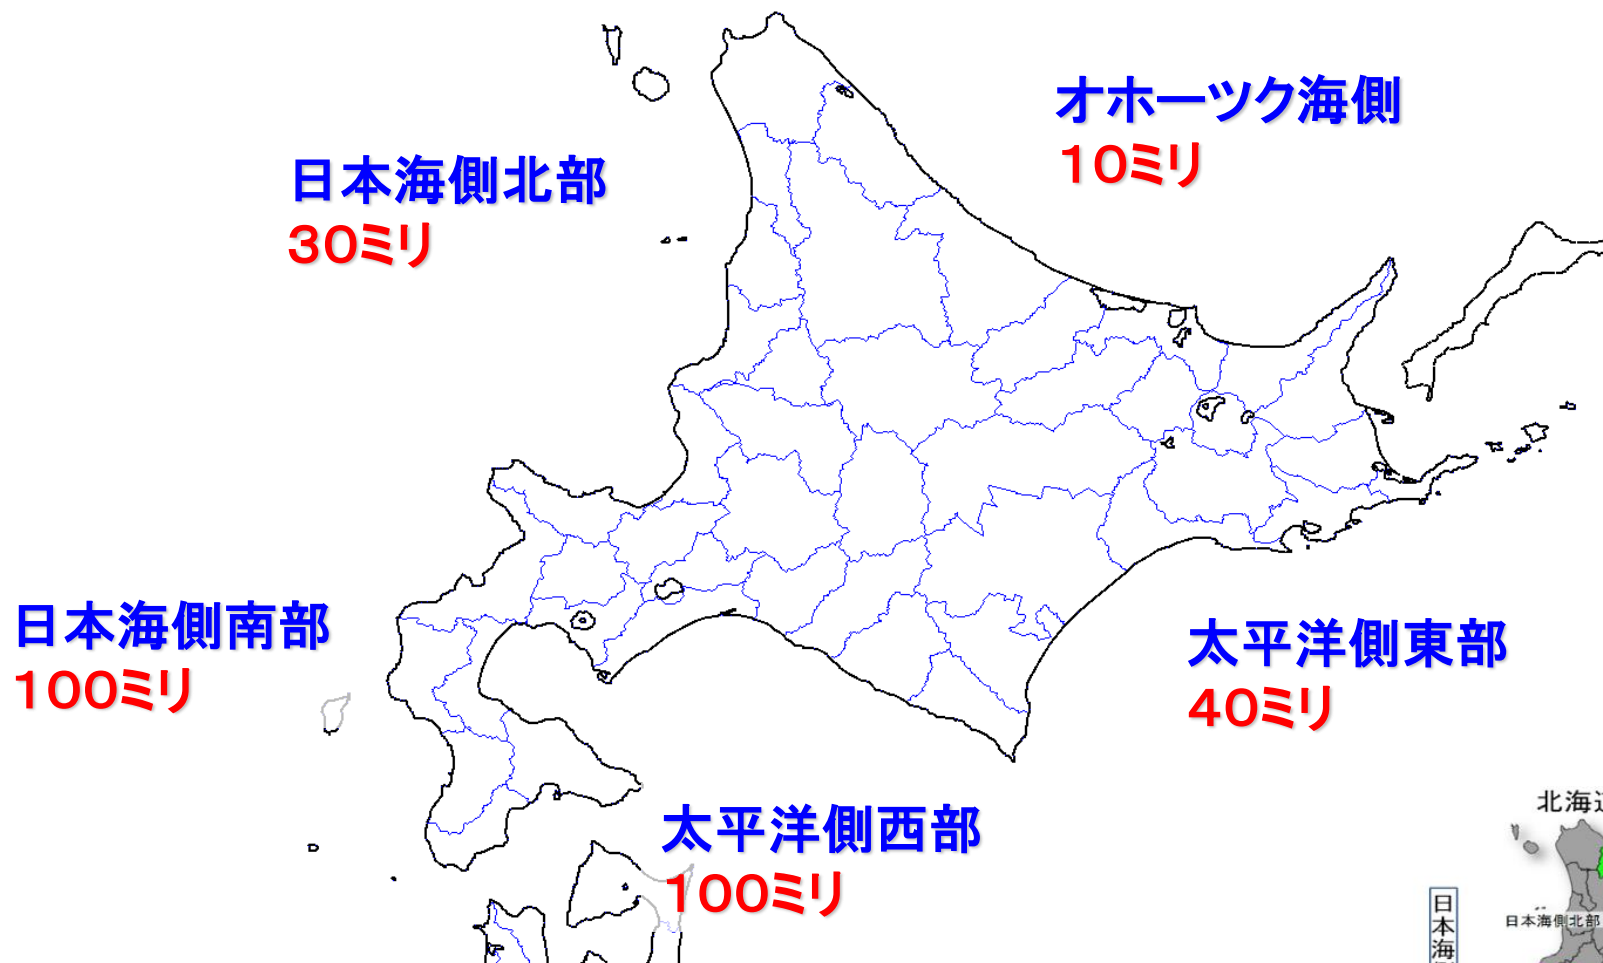 オホーツク海側
10ミリ
日本海側北部
30ミリ
日本海側南部
100ミリ
太平洋側東部
40ミリ
太平洋側西部
100ミリ
北海
日本海側北部
日本海